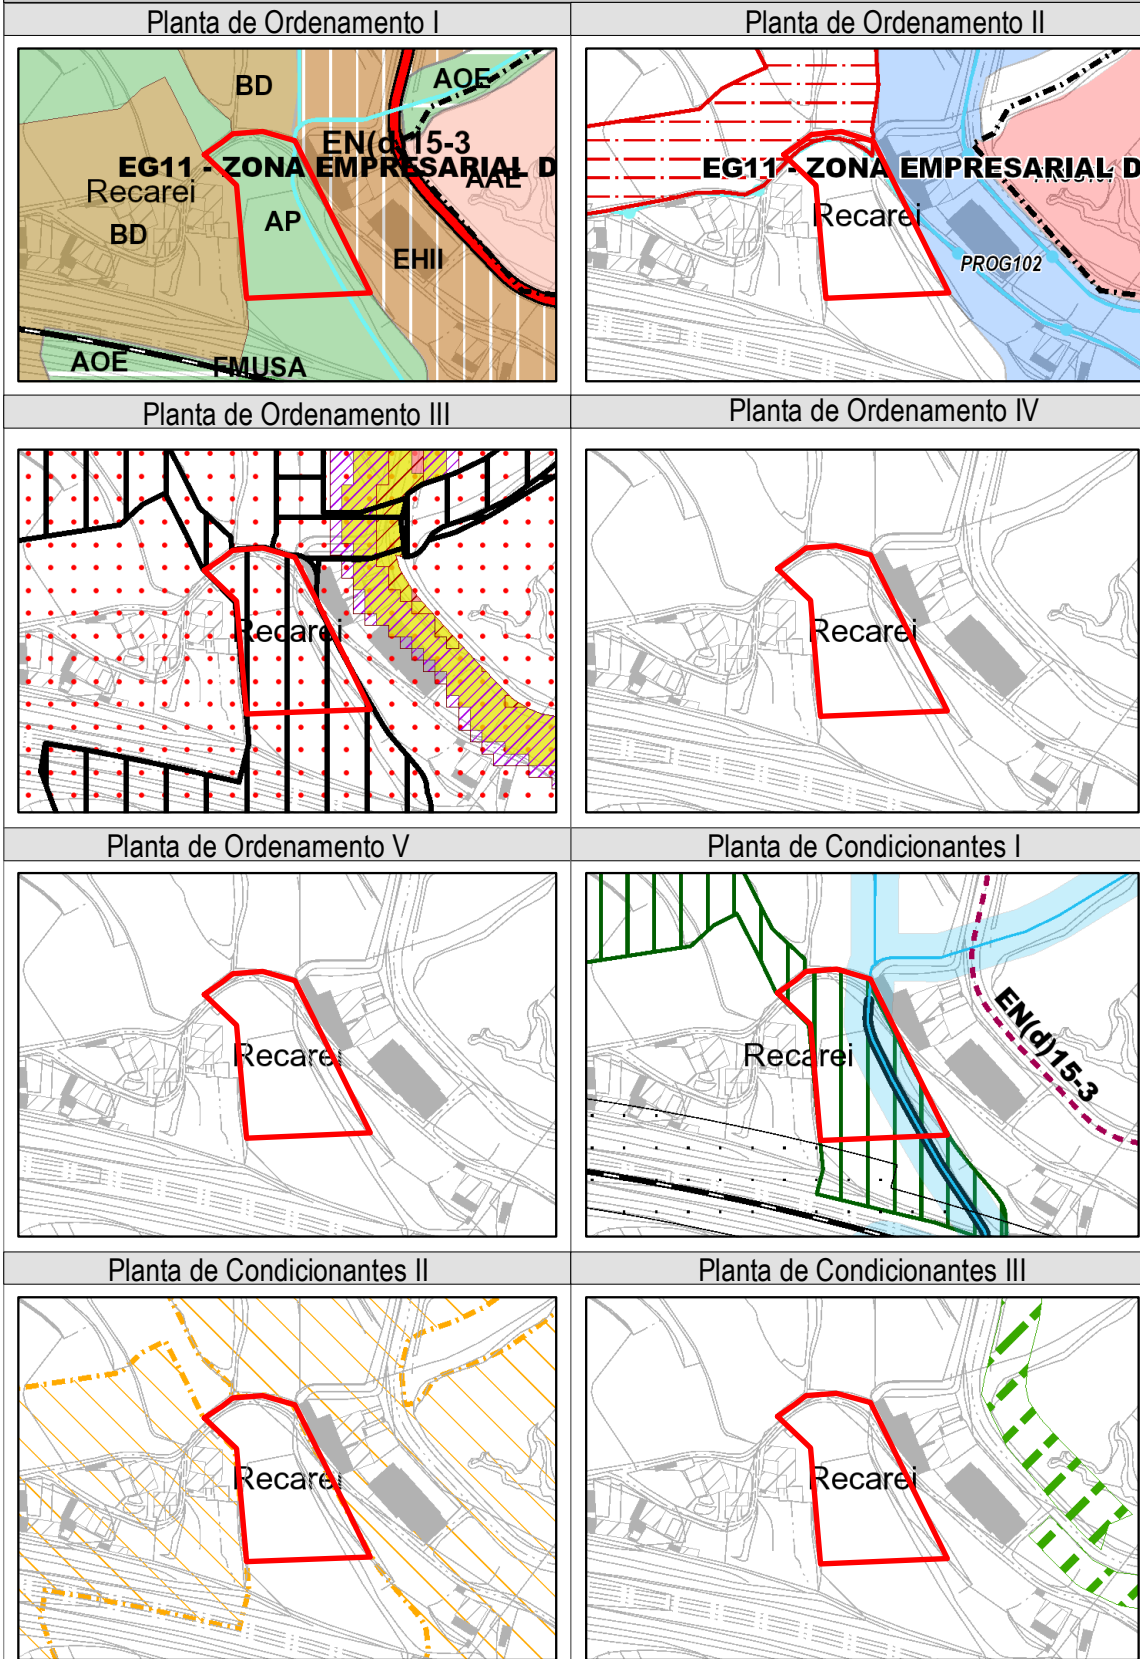 Planta de Ordenamento I
Planta de Ordenamento II
BD
AOE
EN(d)15-3
EG11 - ZONA EMPRESARIAL D
AAE
Recarei
BD
AP
EHII
AOE
FMUSA
EG11 - ZONA EMPRESARIAL D
Recarei
PROG102
Planta de Ordenamento III
Planta de Ordenamento IV
Recarei
Recarei
Planta de Ordenamento V
Planta de Condicionantes I
Recarei
Recarei
EN(d)15-3
Planta de Condicionantes II
Planta de Condicionantes III
Recarei
Recarei